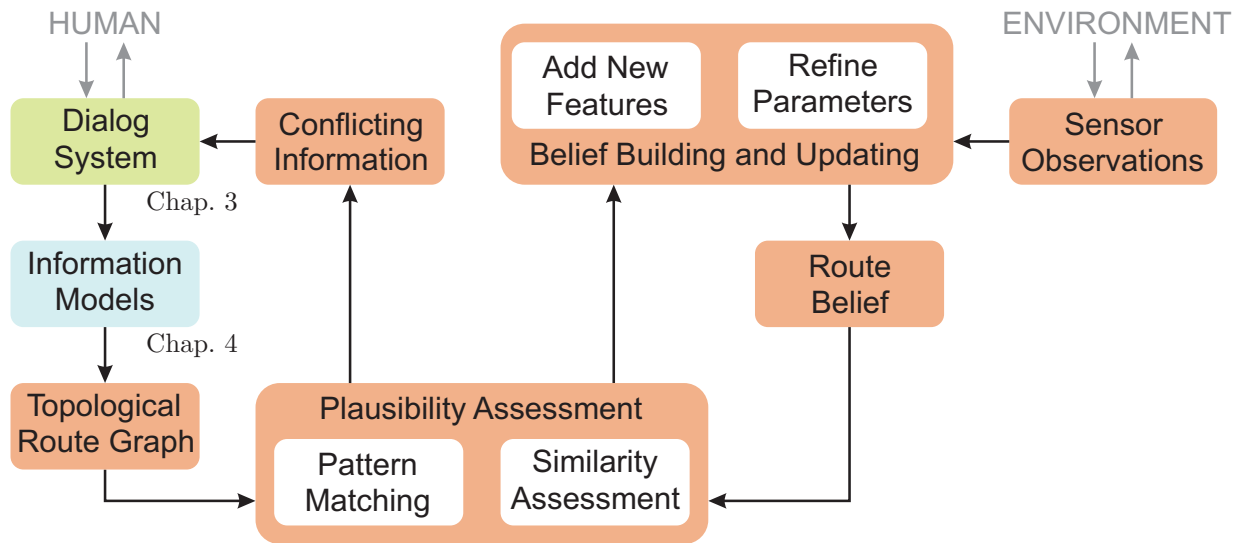 HUMAN
ENVIRONMENT
Dialog
System
Conflicting
Information
Add New
Features
Refine
Parameters
Belief Building and Updating
Sensor
Observations
Chap. 3
Information
Models
Route
Belief
Chap. 4
Topological
Route Graph
Plausibility Assessment
Pattern
Matching
Similarity
Assessment